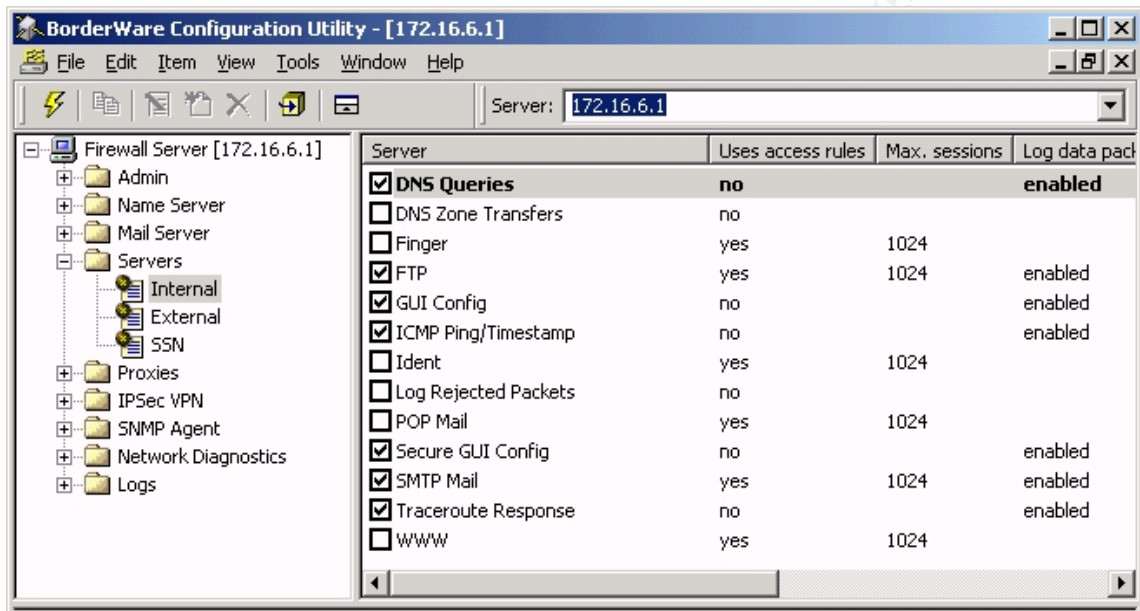 BorderWare Configuration Utility - [172.16.6.1]
File Edit Item View Tools Window Help
Server: 172.16.6.1
Firewall Server [172.16.6.1]
Admin
Name Server
Mail Server
Servers
Internal
External
SSN
Proxies
IPSec VPN
SNMP Agent
Network Diagnostics
Logs
Server Uses access rules Max. sessions Log data pack
DNS Queries no enabled
DNS Zone Transfers no
Finger yes 1024
FTP yes 1024 enabled
GUI Config no enabled
ICMP Ping/Timestamp no enabled
Ident yes 1024
Log Rejected Packets no
POP Mail yes 1024
Secure GUI Config no enabled
SMTP Mail yes 1024 enabled
Traceroute Response no enabled
WWW yes 1024